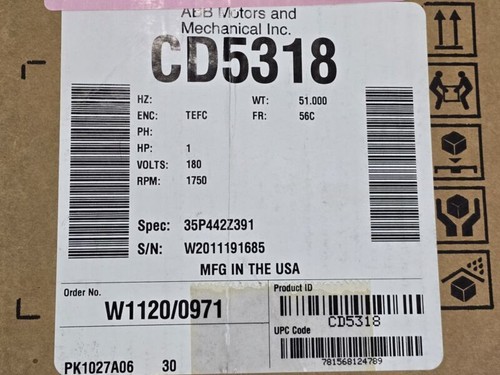 ABB Motors and
Mechanical Inc.
CD5318
HZ: WT: 51.000
ENC: TEFC FR: 56C
PH:
HP: 1
VOLTS: 180
RPM: 1750
Spec: 35P442Z391
S/N: W2011191685
MFG IN THE USA
Order No. Product ID
W1120/0971
CD5318
UPC Code
PK1027A06 30
781568124789